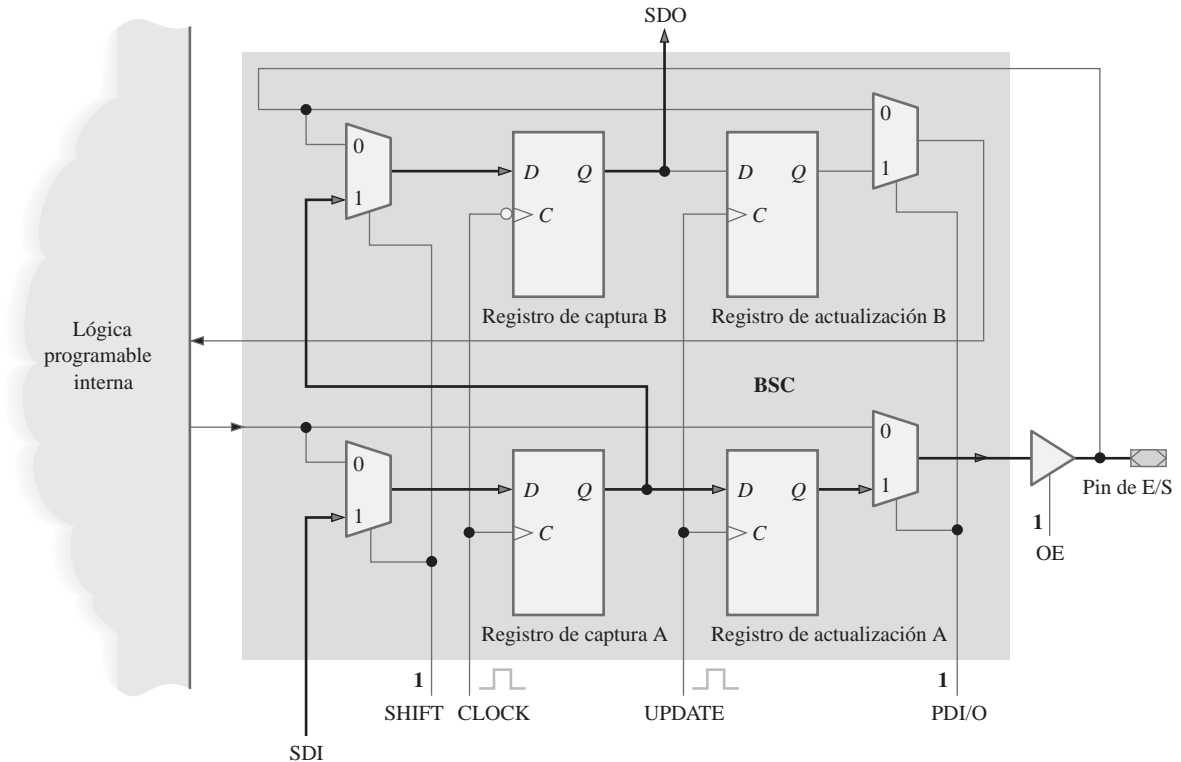 SDO
0
0
1
D
Q
D
Q
1
C
C
Registro de captura B
Registro de actualización B
Lógica
programable
interna
BSC
0
0
1
D
Q
D
Q
1
C
C
Pin de E/S
1
OE
Registro de captura A
Registro de actualización A
1
1
SHIFT
CLOCK
UPDATE
PDI/O
SDI